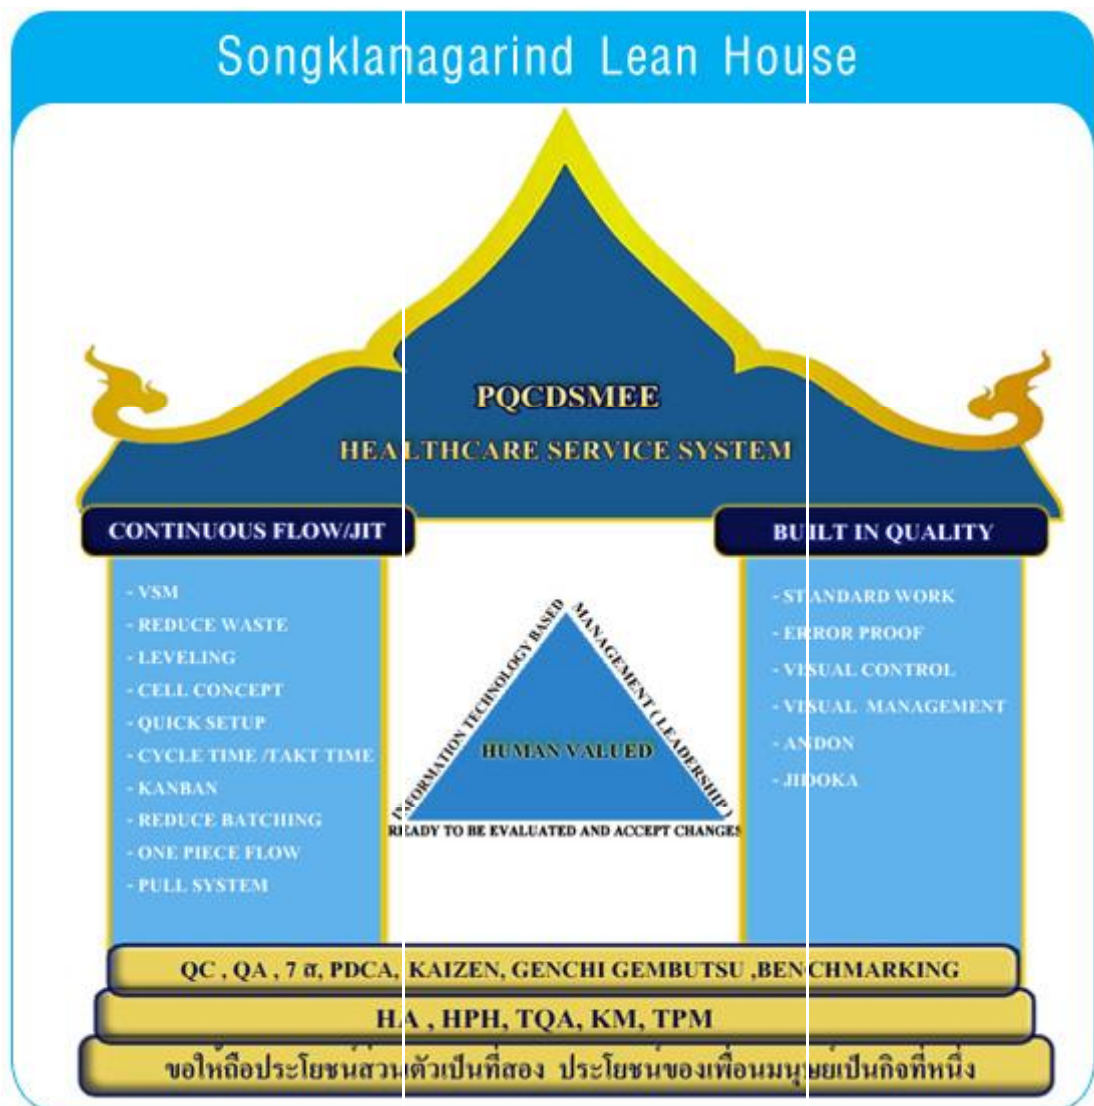 Songklanagarind Lean House
PQCDSMEE
HEALTHCARE SERVICE SYSTEM
CONTINUOUS FLOW/JIT
- VSM
- REDUCE WASTE
- LEVELING
- CELL CONCEPT
- QUICK SETUP
- CYCLE TIME /TAKT TIME
- KANBAN
- REDUCE BATCHING
- ONE PIECE FLOW
- PULL SYSTEM
INFORMATION TECHNOLOGY BASED
MANAGEMENT ( LEADERSHIP )
HUMAN VALUED
READY TO BE EVALUATED AND ACCEPT CHANGES
BUILT IN QUALITY
- STANDARD WORK
- ERROR PROOF
- VISUAL CONTROL
- VISUAL MANAGEMENT
- ANDON
- JIDOKA
QC , QA , 7 ส, PDCA, KAIZEN, GENCHI GEMBUTSU ,BENCHMARKING
HA , HPH, TQA, KM, TPM
ขอให้ถือประโยชน์ส่วนตัวเป็นที่สอง ประโยชน์ของเพื่อนมนุษย์เป็นกิจที่หนึ่ง